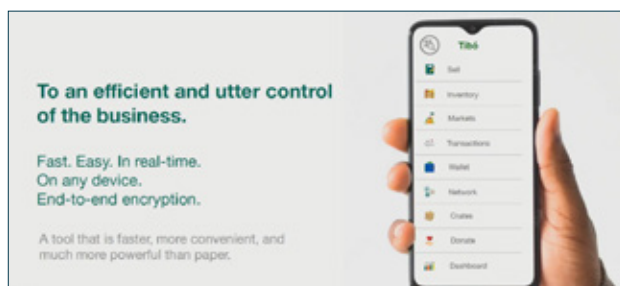 To an efficient and utter control
of the business.
Fast. Easy. In real-time.
On any device.
End-to-end encryption.
A tool that is faster, more convenient, and
much more powerful than paper.
Tibó
Sell
Inventory
Markets
Transactions
Wallet
Network
Crates
Donate
Dashboard